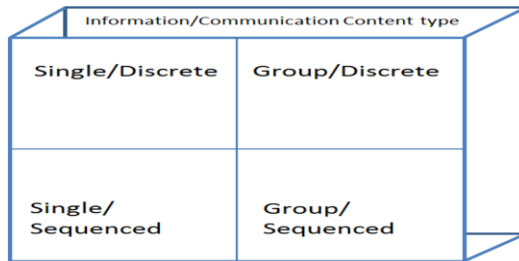 Information/Communication Content type
Single/Discrete
Group/Discrete
Single/
Sequenced
Group/
Sequenced